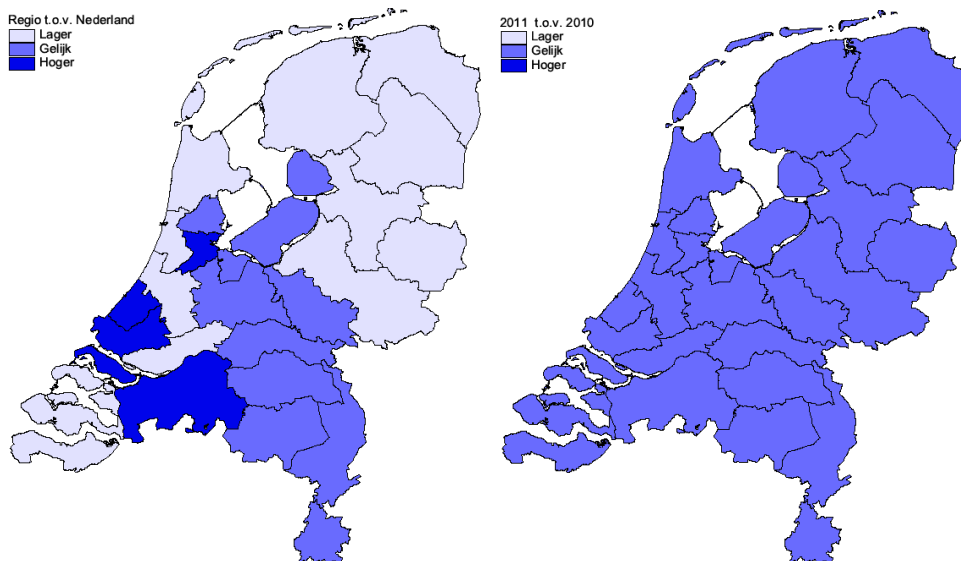 Regio t.o.v. Nederland
Lager
Gelijk
Hoger
2011 t.o.v. 2010
Lager
Gelijk
Hoger